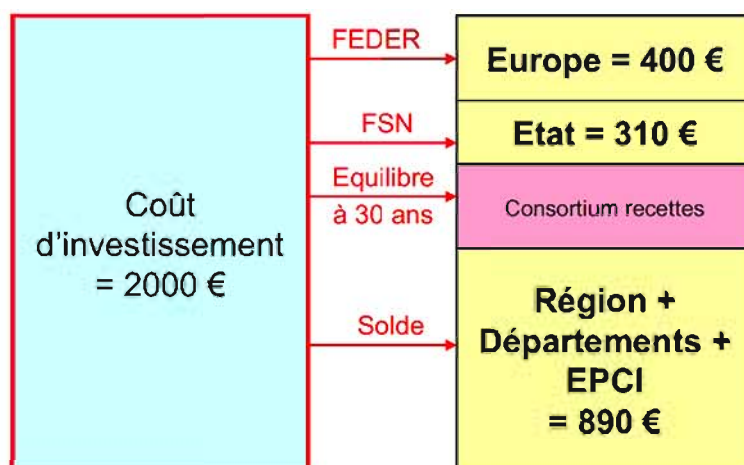 Coût
d'investissement
= 2000 €
FEDER
FSN
Equilibre
à 30 ans
Solde
Europe = 400 €
Etat = 310 €
Consortium recettes
Région +
Départements +
EPCI
= 890 €